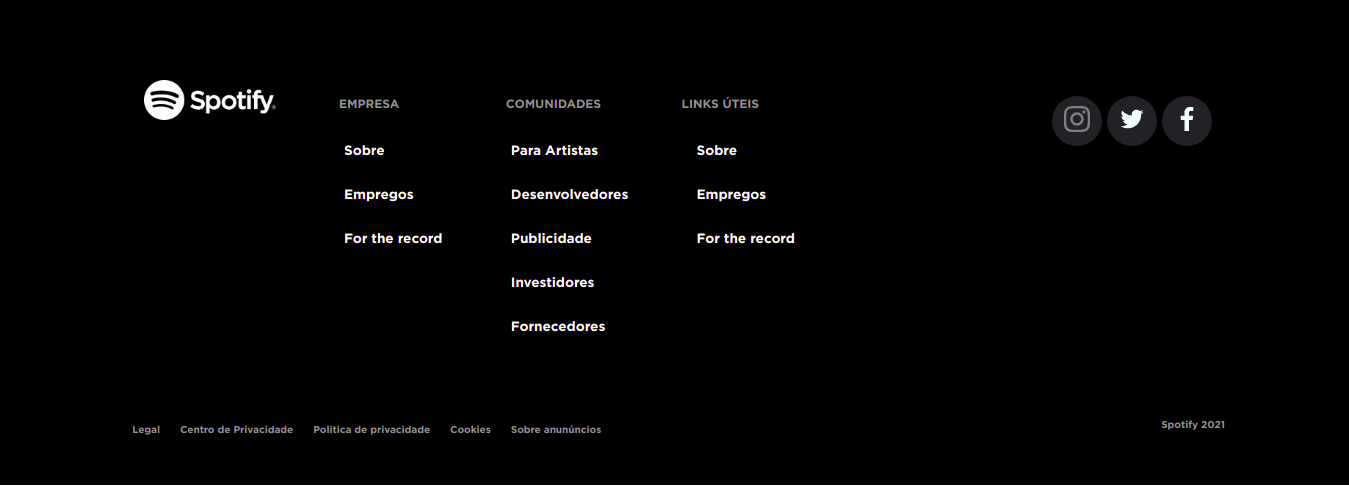 Spotify®
EMPRESA
Sobre
Empregos
For the record
COMUNIDADES
Para Artistas
Desenvolvedores
Publicidade
Investidores
Fornecedores
LINKS ÚTEIS
Sobre
Empregos
For the record
Legal
Centro de Privacidade
Politica de privacidade
Cookies
Sobre anunúncios
Spotify 2021